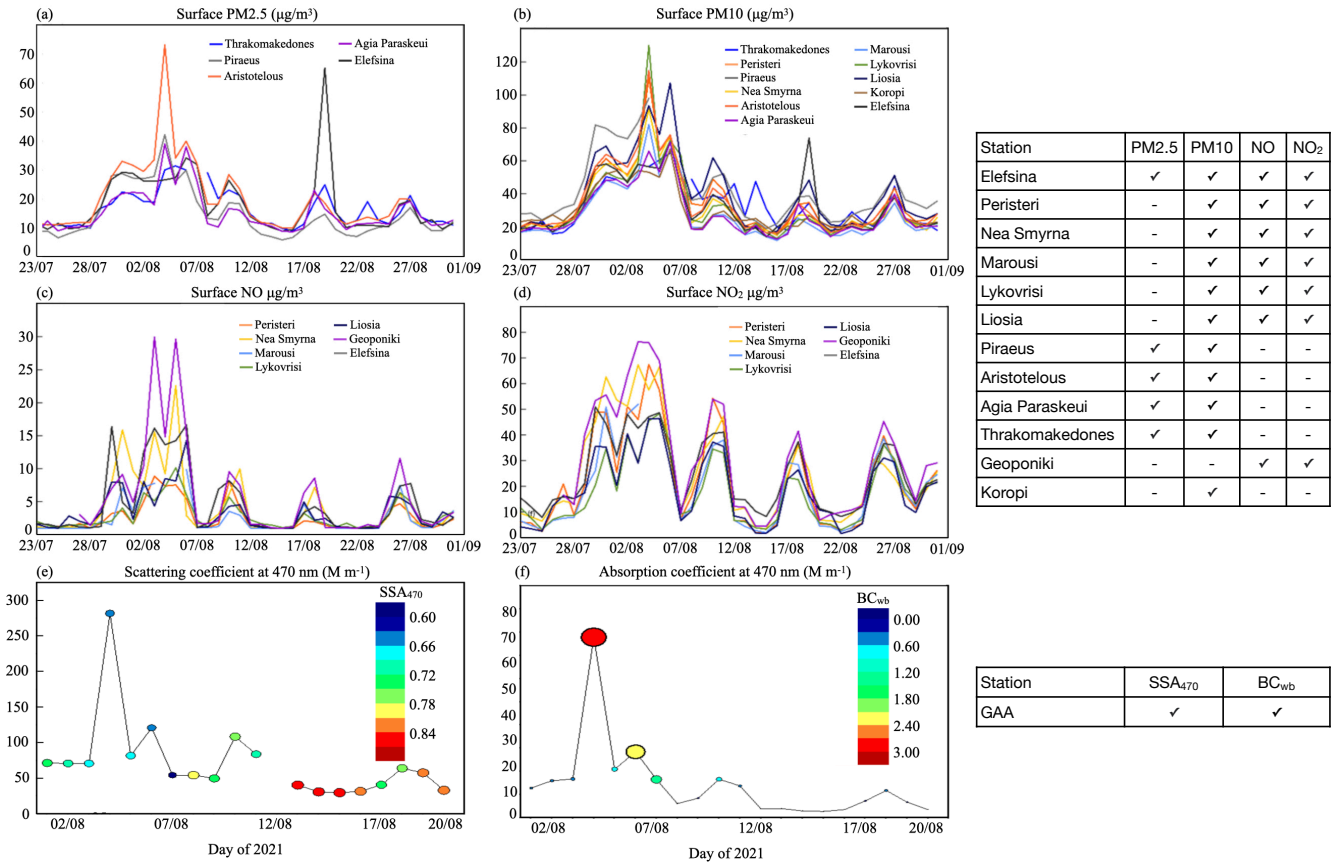 (a) Surface PM2.5 (μg/m³)
Thrakomakedones
Piraeus
Aristotelous
Agia Paraskeui
Elefsina
70
60
50
40
30
20
10
0
23/07 28/07 02/08 07/08 12/08 17/08 22/08 27/08 01/09
(b) Surface PM10 (μg/m³)
Thrakomakedones
Peristeri
Piraeus
Nea Smyrna
Aristotelous
Agia Paraskeui
Marousi
Lykovrisi
Liosia
Koropi
Elefsina
120
100
80
60
40
20
0
23/07 28/07 02/08 07/08 12/08 17/08 22/08 27/08 01/09
(c) Surface NO μg/m³
Peristeri
Nea Smyrna
Marousi
Lykovrisi
Liosia
Geoponiki
Elefsina
30
25
20
15
10
5
0
23/07 28/07 02/08 07/08 12/08 17/08 22/08 27/08 01/09
(d) Surface NO₂ μg/m³
Peristeri
Nea Smyrna
Marousi
Lykovrisi
Liosia
Geoponiki
Elefsina
80
70
60
50
40
30
20
10
0
23/07 28/07 02/08 07/08 12/08 17/08 22/08 27/08 01/09
(e) Scattering coefficient at 470 nm (M m⁻¹)
SSA₄₇₀
0.60
0.66
0.72
0.78
0.84
300
250
200
150
100
50
0
02/08 07/08 12/08 17/08 20/08
Day of 2021
(f) Absorption coefficient at 470 nm (M m⁻¹)
BCwb
0.00
0.60
1.20
1.80
2.40
3.00
80
70
60
50
40
30
20
10
0
02/08 07/08 17/08 20/08
Day of 2021
Station PM2.5 PM10 NO NO₂
Elefsina ✓ ✓ ✓ ✓
Peristeri - ✓ ✓ ✓
Nea Smyrna - ✓ ✓ ✓
Marousi - ✓ ✓ ✓
Lykovrisi - ✓ ✓ ✓
Liosia - ✓ ✓ ✓
Piraeus ✓ ✓ - -
Aristotelous ✓ ✓ - -
Agia Paraskeui ✓ ✓ - -
Thrakomakedones ✓ ✓ - -
Geoponiki - - ✓ ✓
Koropi - ✓ - -
Station SSA₄₇₀ BCwb
GAA ✓ ✓